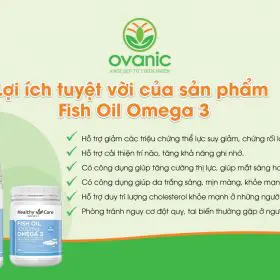 ovanic
Lợi ích tuyệt vời của sản phẩm
Fish Oil Omega 3
Hỗ trợ giảm các triệu chứng thể lực suy giảm, chứng rối lo
Hỗ trợ cải thiện trí não, tăng khả năng ghi nhớ.
Có công dụng giúp tăng cường thị lực, giúp mắt sáng ho
Có công dụng giúp da trắng sáng, mịn màng, khỏe mạn
Hỗ trợ duy trì lượng cholesterol khỏe mạnh ở những ngườ
Phòng tránh nguy cơ đột quỵ, tai biến thường gặp ở ngườ
Healthy Care
FISH OIL
1000mg
OMEGA 3